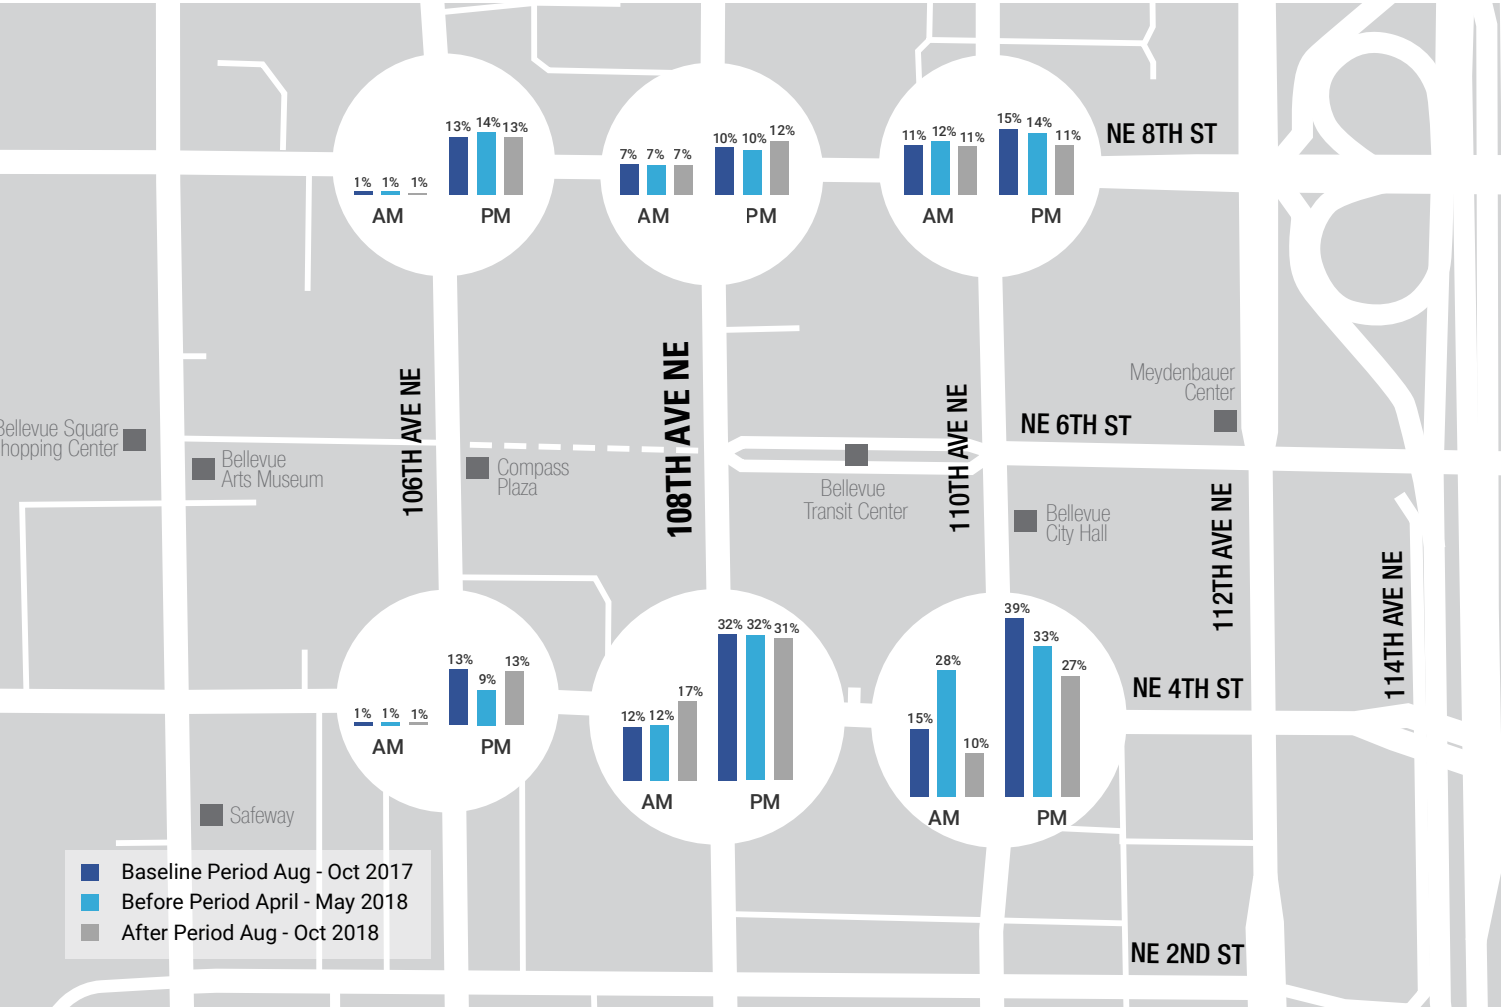 13% 14% 13%
1% 1% 1%
AM PM
10% 10% 12%
7% 7% 7%
AM PM
15% 14% 11%
11% 12% 11%
AM PM
NE 8TH ST
106TH AVE NE
108TH AVE NE
110TH AVE NE
NE 6TH ST
Meydenbauer
Center
Bellevue Square
hopping Center
Bellevue
Arts Museum
Compass
Plaza
Bellevue
Transit Center
Bellevue
City Hall
112TH AVE NE
114TH AVE NE
13% 9% 13%
1% 1% 1%
AM PM
32% 32% 31%
12% 12% 17%
AM PM
39% 33% 27%
15% 28% 10%
AM PM
NE 4TH ST
Safeway
Baseline Period Aug - Oct 2017
Before Period April - May 2018
After Period Aug - Oct 2018
NE 2ND ST